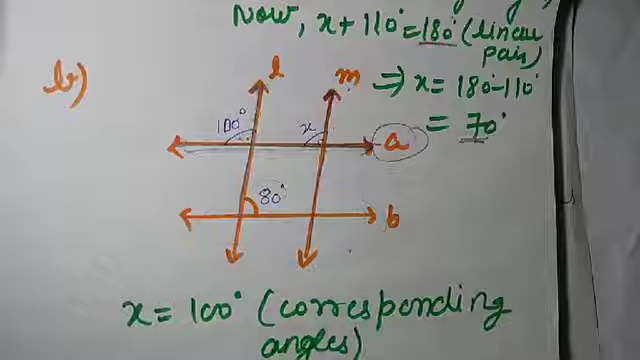 Now, x + 110° = 180° (linear pair)
⇒ x = 180° - 110°
= 70°
b)
l
m
100°
x
a
80°
b
x = 100° (corresponding
angles)